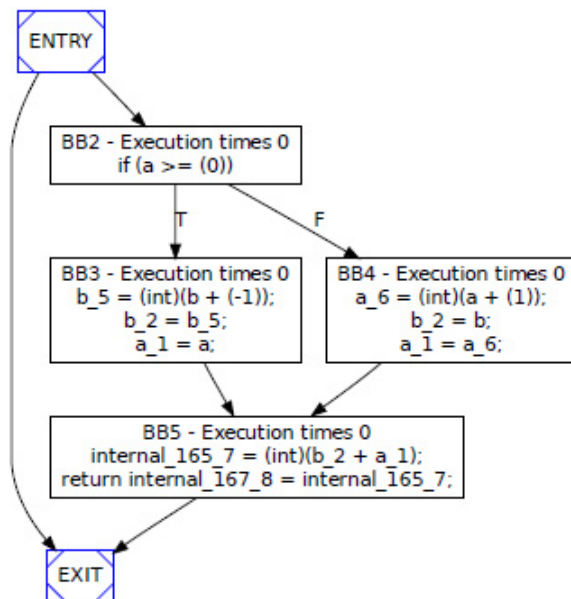 ENTRY
BB2 - Execution times 0
if (a >= (0))
T
F
BB3 - Execution times 0
b_5 = (int)(b + (-1));
b_2 = b_5;
a_1 = a;
BB4 - Execution times 0
a_6 = (int)(a + (1));
b_2 = b;
a_1 = a_6;
BB5 - Execution times 0
internal_165_7 = (int)(b_2 + a_1);
return internal_167_8 = internal_165_7;
EXIT